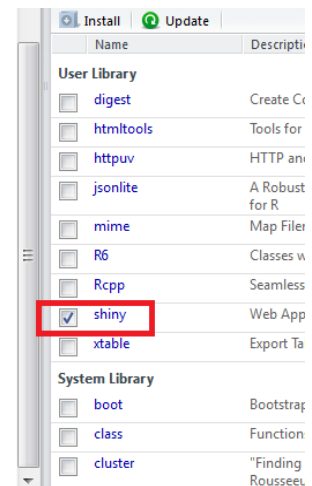 Install Update
Name Descripti
User Library
digest Create Co
htmltools Tools for
httpuv HTTP and
jsonlite A Robust
for R
mime Map Filer
R6 Classes w
Rcpp Seamless
shiny Web App
xtable Export Ta
System Library
boot Bootstrap
class Function
cluster "Finding
Rousseeu